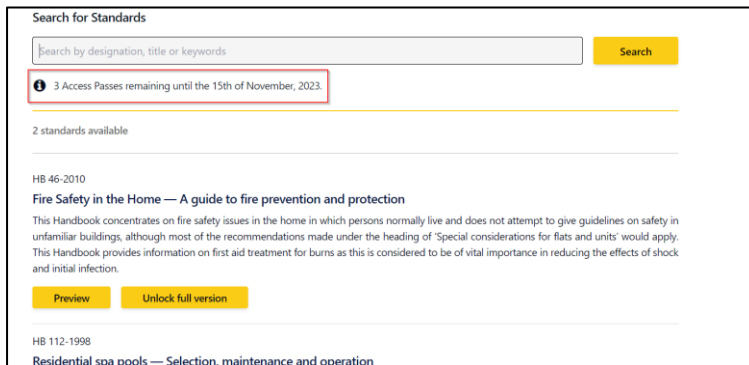 Search for Standards
Search by designation, title or keywords
Search
3 Access Passes remaining until the 15th of November, 2023.
2 standards available
HB 46-2010
Fire Safety in the Home — A guide to fire prevention and protection
This Handbook concentrates on fire safety issues in the home in which persons normally live and does not attempt to give guidelines on safety in
unfamiliar buildings, although most of the recommendations made under the heading of 'Special considerations for flats and units' would apply.
This Handbook provides information on first aid treatment for burns as this is considered to be of vital importance in reducing the effects of shock
and initial infection.
Preview
Unlock full version
HB 112-1998
Residential spa pools — Selection, maintenance and operation